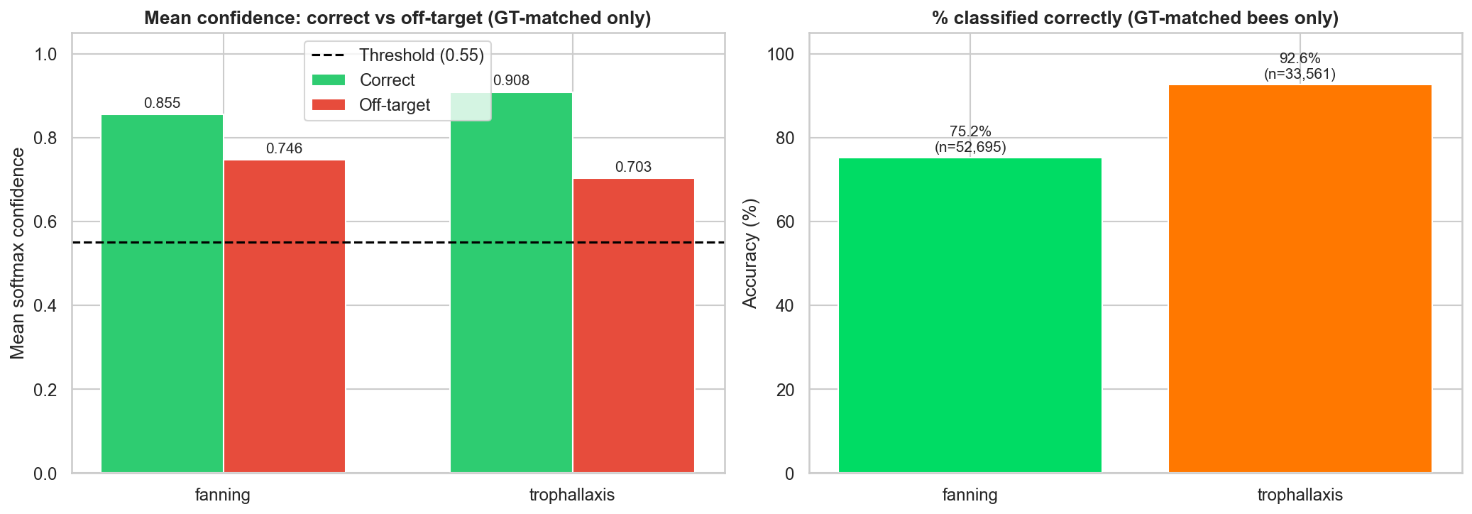 Mean confidence: correct vs off-target (GT-matched only)
Mean softmax confidence
1.0
0.8
0.6
0.4
0.2
0.0
Threshold (0.55)
Correct
Off-target
0.855
0.746
0.908
0.703
fanning
trophallaxis
% classified correctly (GT-matched bees only)
Accuracy (%)
100
80
60
40
20
0
75.2%
(n=52,695)
92.6%
(n=33,561)
fanning
trophallaxis